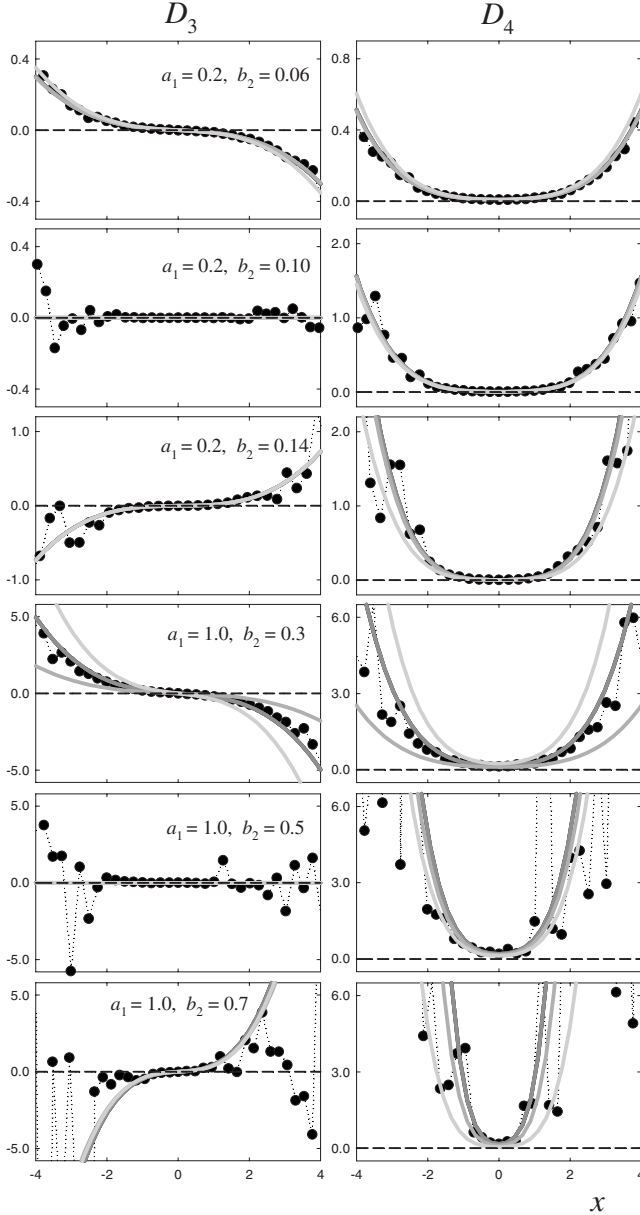 D3 D4
0.4 0.8
a1 = 0.2, b2 = 0.06
0.0 0.4
-0.4 0.0
0.4 2.0
a1 = 0.2, b2 = 0.10
0.0 1.0
-0.4 0.0
1.0 2.0
a1 = 0.2, b2 = 0.14
0.0 1.0
-1.0 0.0
5.0 6.0
a1 = 1.0, b2 = 0.3
0.0 3.0
-5.0 0.0
5.0 6.0
a1 = 1.0, b2 = 0.5
0.0 3.0
-5.0 0.0
5.0 6.0
a1 = 1.0, b2 = 0.7
0.0 3.0
-5.0 0.0
-4 -2 0 2 4 -2 0 2 4
x